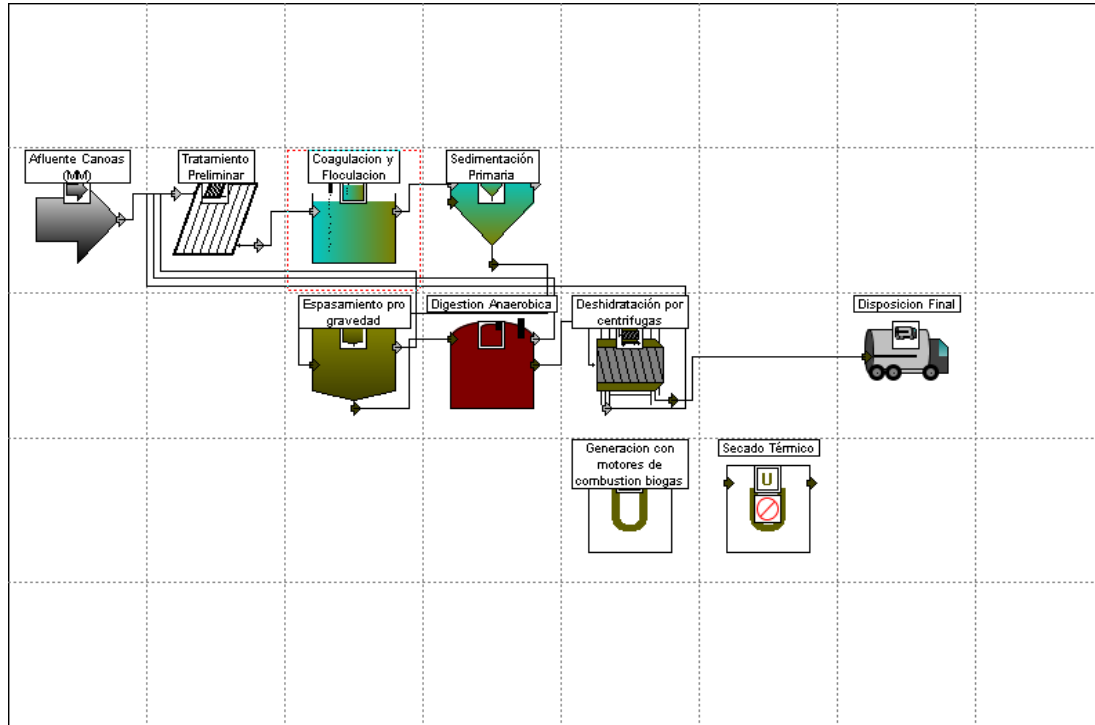 Afluente Canoas
(MM)
Tratamiento
Preliminar
Coagulacion y
Floculacion
Sedimentación
Primaria
Espasamiento pro
gravedad
Digestion Anaerobica
Deshidratación por
centrifugas
Disposicion Final
Generacion con
motores de
combustion biogas
Secado Térmico
U